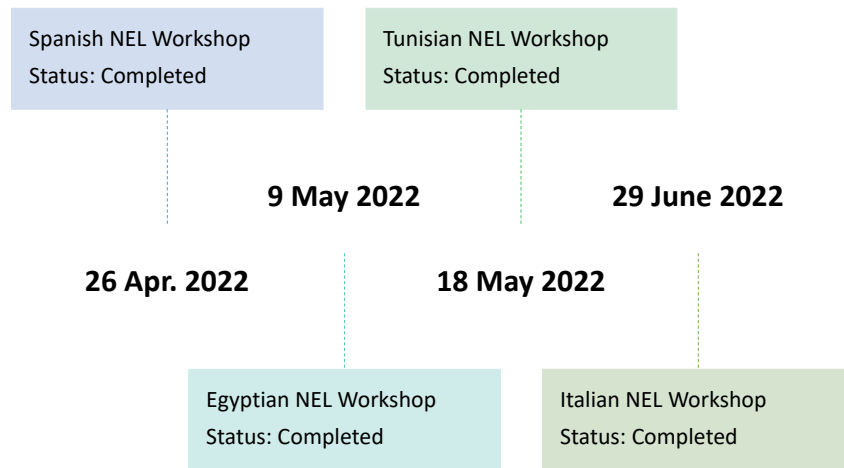 Spanish NEL Workshop
Status: Completed
Tunisian NEL Workshop
Status: Completed
9 May 2022
29 June 2022
26 Apr. 2022
18 May 2022
Egyptian NEL Workshop
Status: Completed
Italian NEL Workshop
Status: Completed